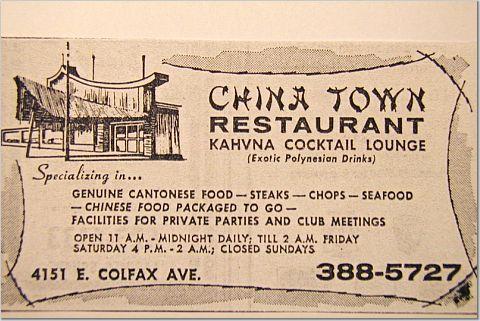 CHINA TOWN
RESTAURANT
KAHVNA COCKTAIL LOUNGE
(Exotic Polynesian Drinks)
Specializing in...
GENUINE CANTONESE FOOD — STEAKS — CHOPS — SEAFOOD
— CHINESE FOOD PACKAGED TO GO —
FACILITIES FOR PRIVATE PARTIES AND CLUB MEETINGS
OPEN 11 A.M. - MIDNIGHT DAILY; TILL 2 A.M. FRIDAY
SATURDAY 4 P.M. - 2 A.M.; CLOSED SUNDAYS
4151 E. COLFAX AVE. 388-5727